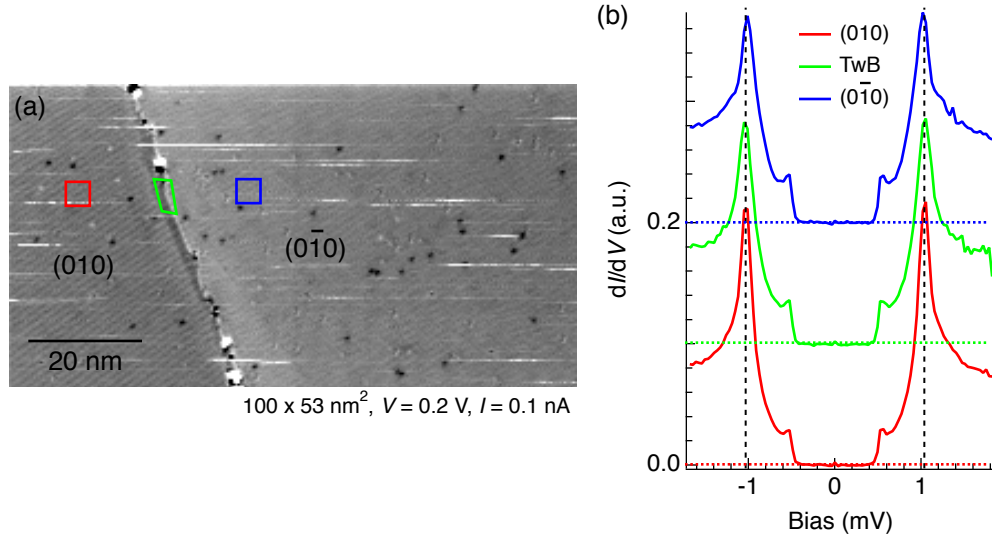 (a)
(010)
(01̄0)
20 nm
100 x 53 nm², V = 0.2 V, I = 0.1 nA
(b)
(010)
TwB
(01̄0)
dI/dV (a.u.)
0.2
0.0
-1
0
1
Bias (mV)